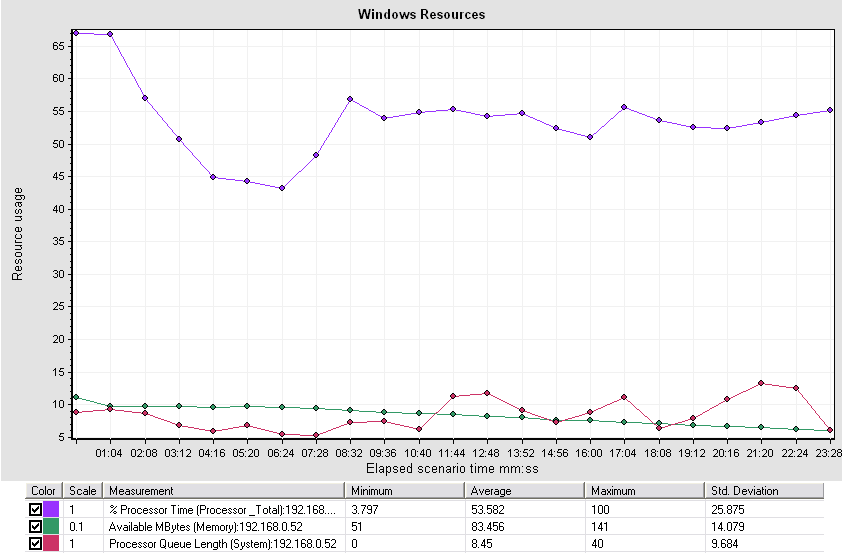 Windows Resources
65
60
55
50
45
40
35
30
25
20
15
10
5
Resource usage
01:04 02:08 03:12 04:16 05:20 06:24 07:28 08:32 09:36 10:40 11:44 12:48 13:52 14:56 16:00 17:04 18:08 19:12 20:16 21:20 22:24 23:28
Elapsed scenario time mm:ss
Color Scale Measurement Minimum Average Maximum Std. Deviation
1 % Processor Time (Processor _Total):192.168.... 3.797 53.582 100 25.875
0.1 Available MBytes (Memory):192.168.0.52 51 83.456 141 14.079
1 Processor Queue Length (System):192.168.0.52 0 8.45 40 9.684